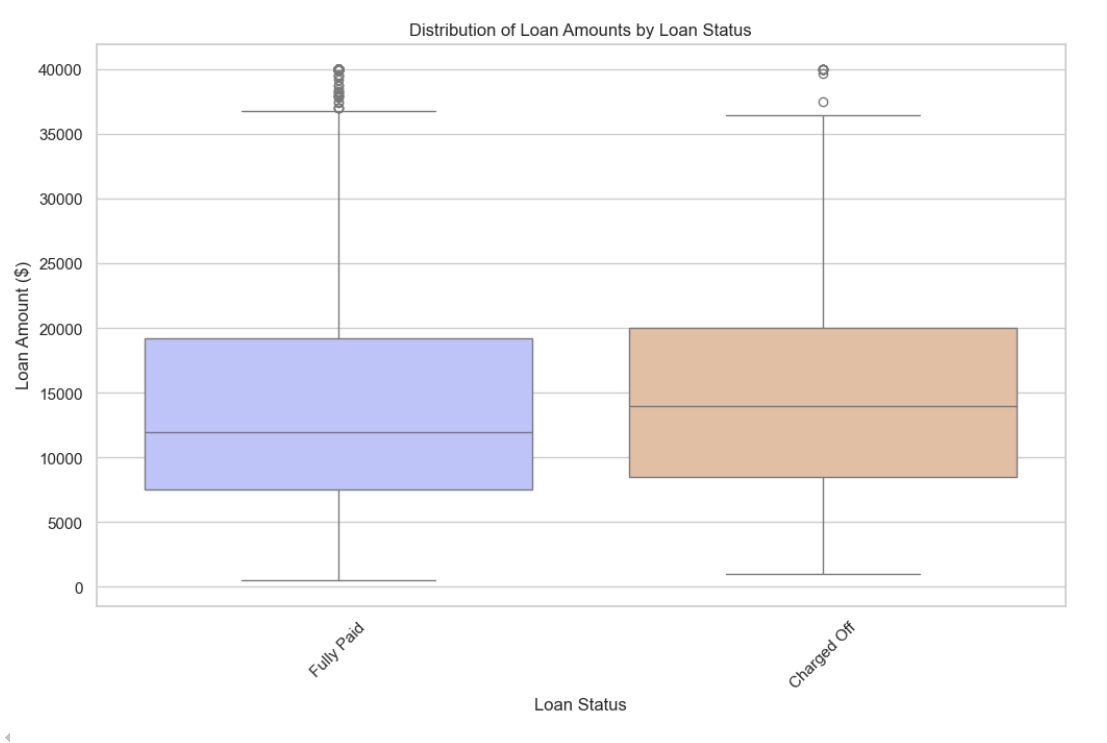 Distribution of Loan Amounts by Loan Status
40000
35000
30000
25000
20000
15000
10000
5000
0
Loan Amount ($)
Fully Paid
Charged Off
Loan Status